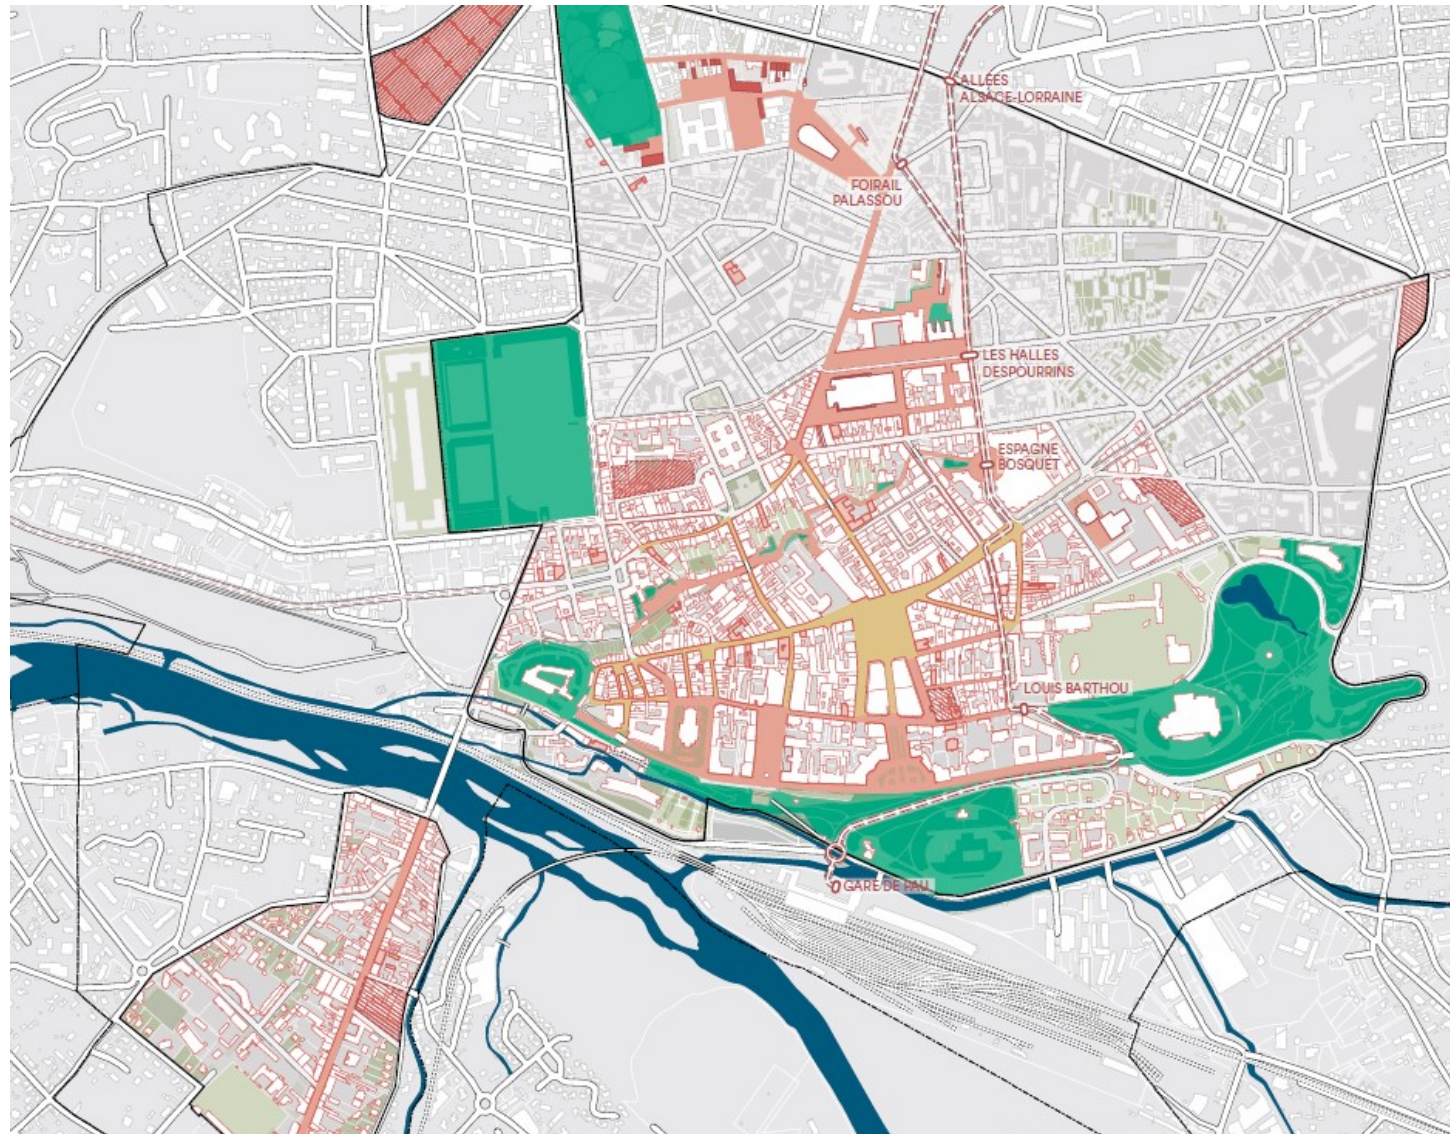 ALLÉES
ALSACE-LORRAINE
FOIRAIL
PALASSOU
LES HALLES
DESPOURRINS
ESPAGNE
BOSQUET
LOUIS BARTHOU
GARE DE PAU